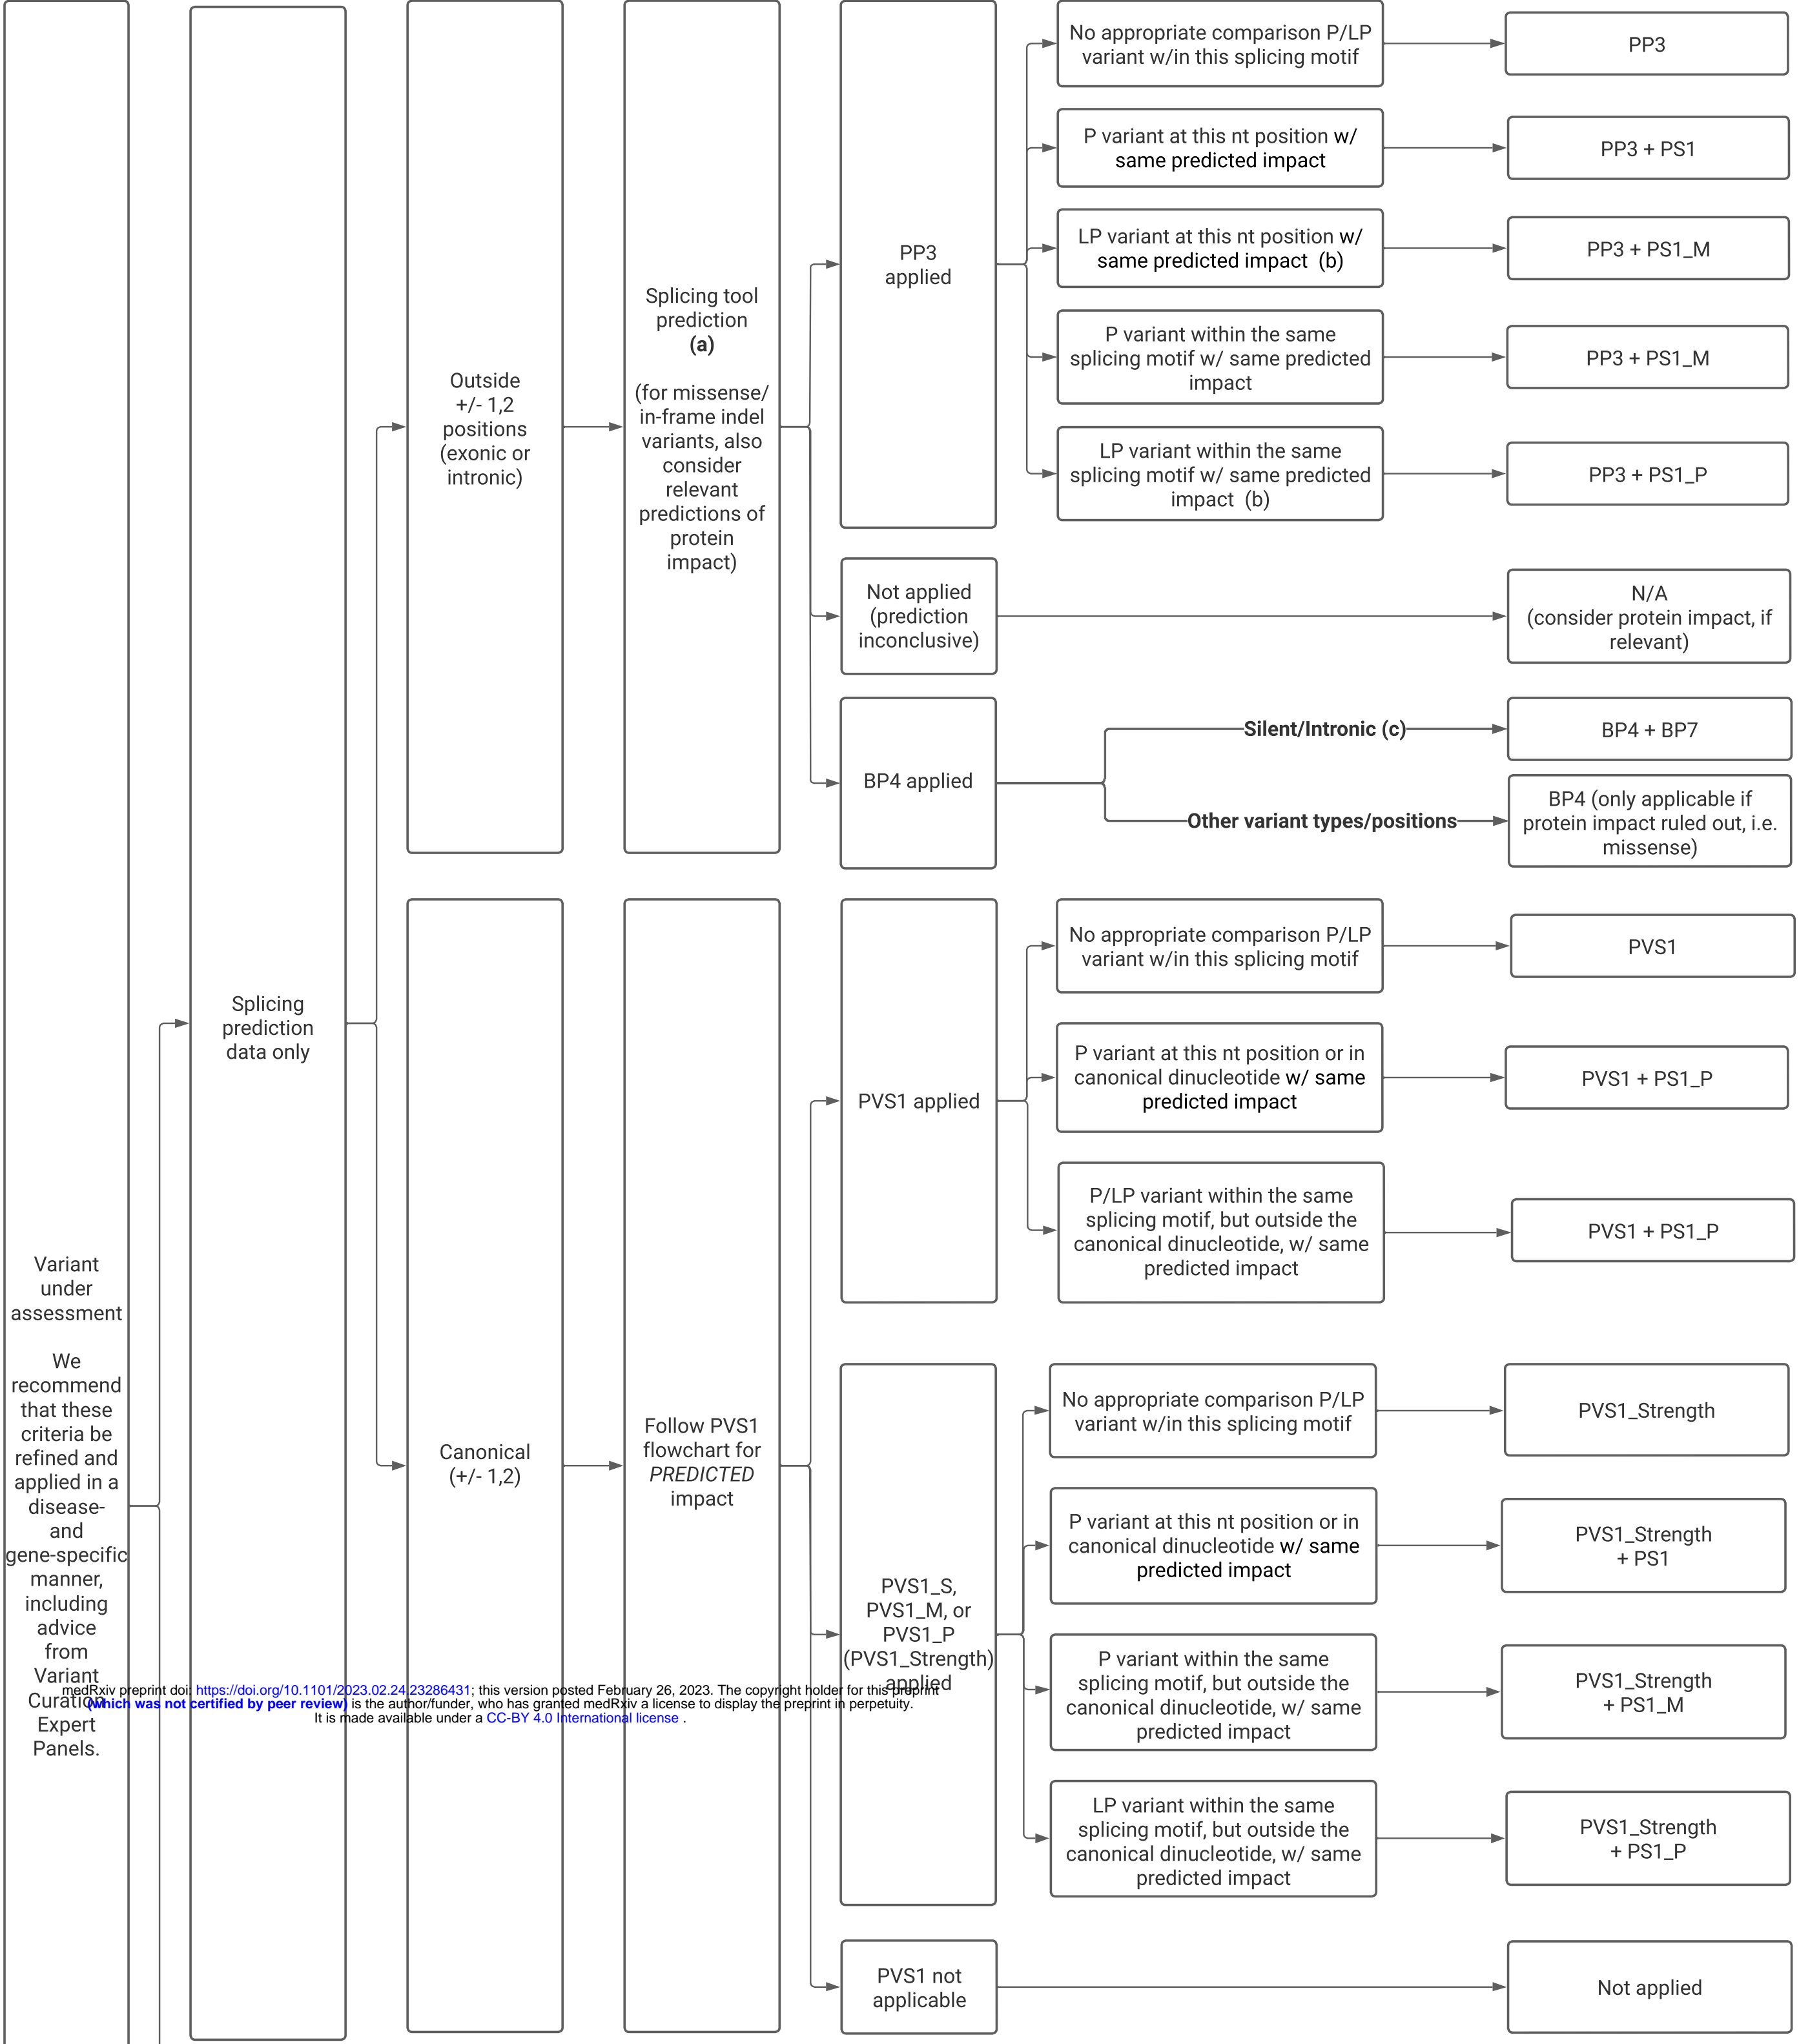 Variant
under
assessment
We
recommend
that these
criteria be
refined and
applied in a
disease-
and
gene-specific
manner,
including
advice
from
Variant
Curation
Expert
Panels.
Splicing
prediction
data only
Outside
+/- 1,2
positions
(exonic or
intronic)
Splicing tool
prediction
(a)
(for missense/
in-frame indel
variants, also
consider
relevant
predictions of
protein
impact)
PP3
applied
No appropriate comparison P/LP
variant w/in this splicing motif
PP3
P variant at this nt position w/
same predicted impact
PP3 + PS1
LP variant at this nt position w/
same predicted impact (b)
PP3 + PS1_M
P variant within the same
splicing motif w/ same predicted
impact
PP3 + PS1_M
LP variant within the same
splicing motif w/ same predicted
impact (b)
PP3 + PS1_P
Not applied
(prediction
inconclusive)
N/A
(consider protein impact, if
relevant)
BP4 applied
Silent/Intronic (c)
BP4 + BP7
Other variant types/positions
BP4 (only applicable if
protein impact ruled out, i.e.
missense)
Canonical
(+/- 1,2)
Follow PVS1
flowchart for
PREDICTED
impact
PVS1 applied
No appropriate comparison P/LP
variant w/in this splicing motif
PVS1
P variant at this nt position or in
canonical dinucleotide w/ same
predicted impact
PVS1 + PS1_P
P/LP variant within the same
splicing motif, but outside the
canonical dinucleotide, w/ same
predicted impact
PVS1 + PS1_P
PVS1_S,
PVS1_M, or
PVS1_P
(PVS1_Strength)
applied
No appropriate comparison P/LP
variant w/in this splicing motif
PVS1_Strength
P variant at this nt position or in
canonical dinucleotide w/ same
predicted impact
PVS1_Strength
+ PS1
P variant within the same
splicing motif, but outside the
canonical dinucleotide, w/ same
predicted impact
PVS1_Strength
+ PS1_M
LP variant within the same
splicing motif, but outside the
canonical dinucleotide, w/ same
predicted impact
PVS1_Strength
+ PS1_P
PVS1 not
applicable
Not applied
medRxiv preprint doi: https://doi.org/10.1101/2023.02.24.23286431; this version posted February 26, 2023. The copyright holder for this preprint
(which was not certified by peer review) is the author/funder, who has granted medRxiv a license to display the preprint in perpetuity.
It is made available under a CC-BY 4.0 International license .